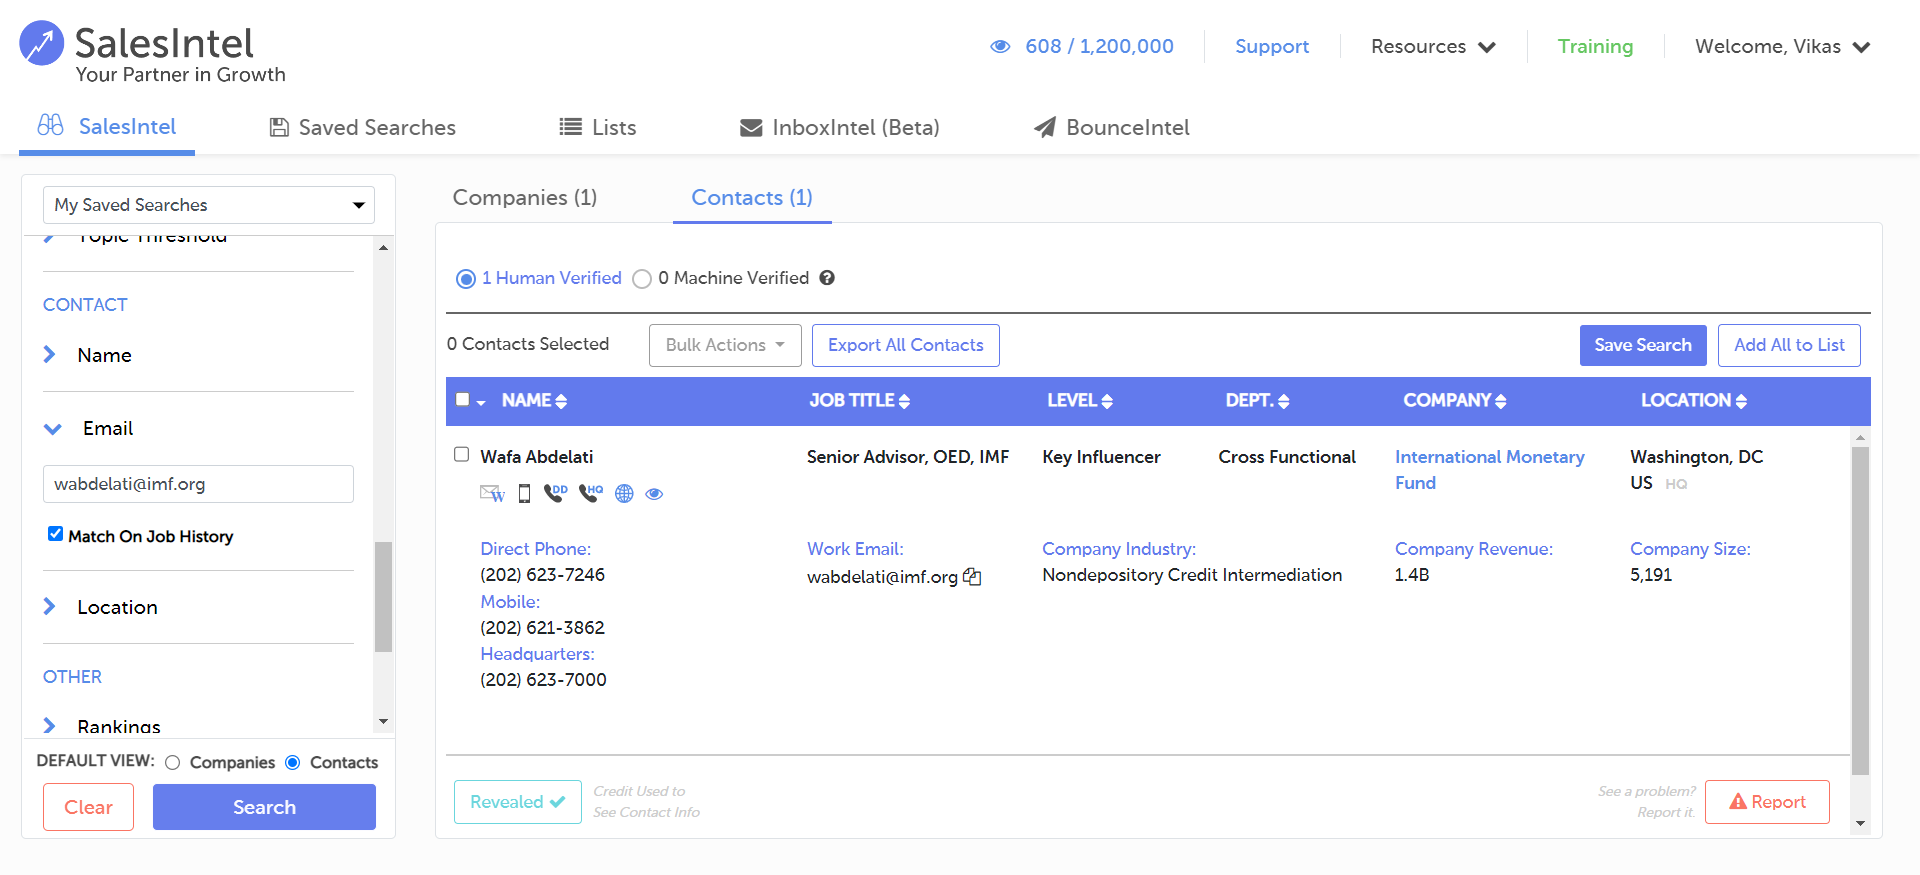 SalesIntel
Your Partner in Growth
608 / 1,200,000
Support
Resources
Training
Welcome, Vikas
SalesIntel
Saved Searches
Lists
InboxIntel (Beta)
BounceIntel
My Saved Searches
Topic Threshold
CONTACT
Name
Email
wabdelati@imf.org
Match On Job History
Location
OTHER
Rankings
DEFAULT VIEW: Companies Contacts
Clear
Search
Companies (1)
Contacts (1)
1 Human Verified
0 Machine Verified
0 Contacts Selected
Bulk Actions
Export All Contacts
Save Search
Add All to List
NAME
JOB TITLE
LEVEL
DEPT.
COMPANY
LOCATION
Wafa Abdelati
Senior Advisor, OED, IMF
Key Influencer
Cross Functional
International Monetary
Fund
Washington, DC
US HQ
W
DD
HQ
Direct Phone:
(202) 623-7246
Mobile:
(202) 621-3862
Headquarters:
(202) 623-7000
Work Email:
wabdelati@imf.org
Company Industry:
Nondepository Credit Intermediation
Company Revenue:
1.4B
Company Size:
5,191
Revealed
Credit Used to
See Contact Info
See a problem?
Report it.
Report